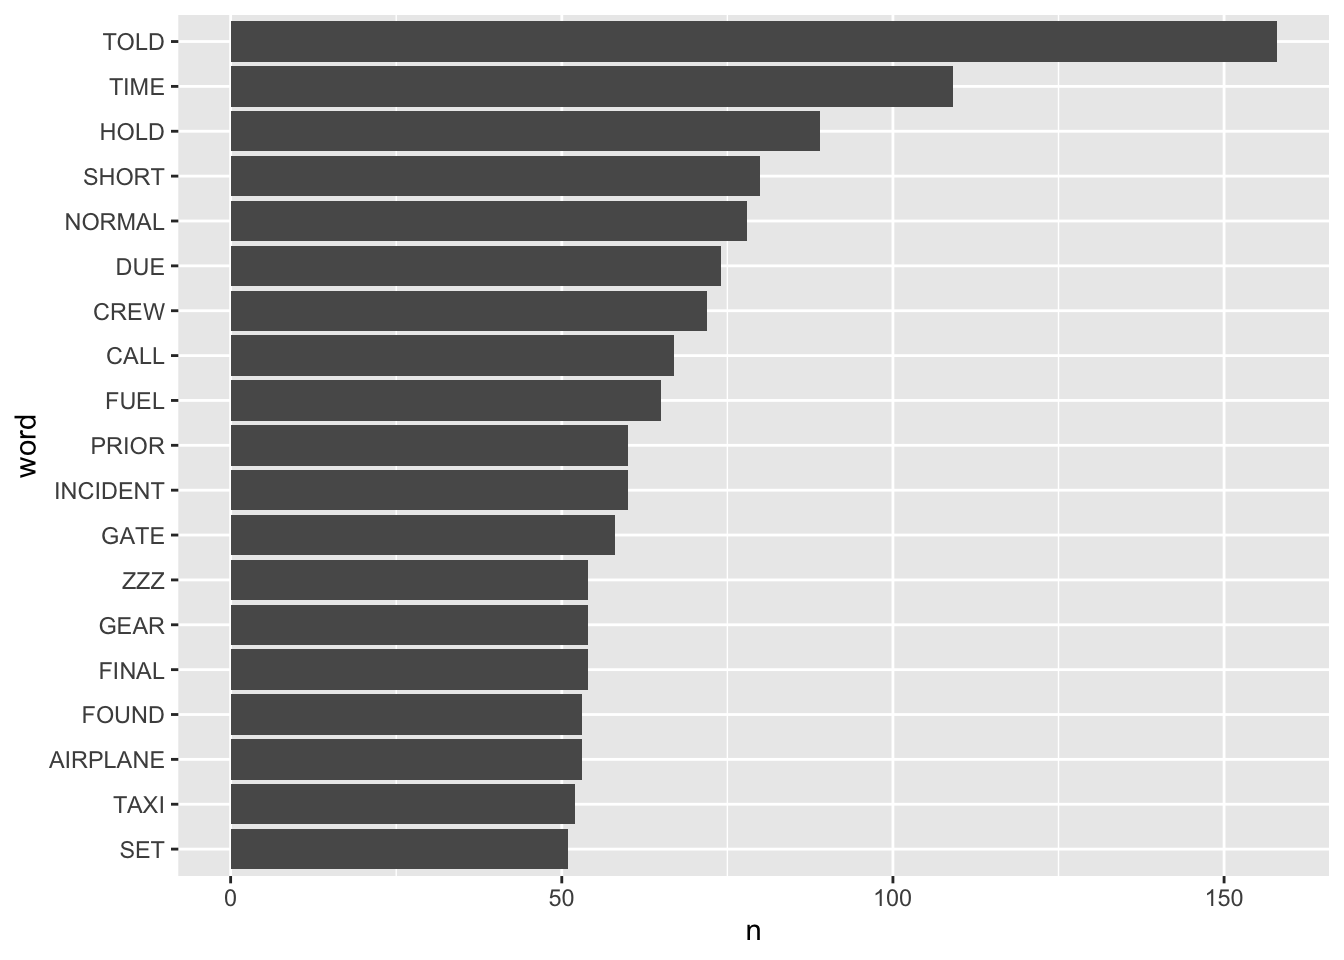 TOLD
TIME
HOLD
SHORT
NORMAL
DUE
CREW
CALL
FUEL
PRIOR
INCIDENT
GATE
ZZZ
GEAR
FINAL
FOUND
AIRPLANE
TAXI
SET
word
0 50 100 150
n